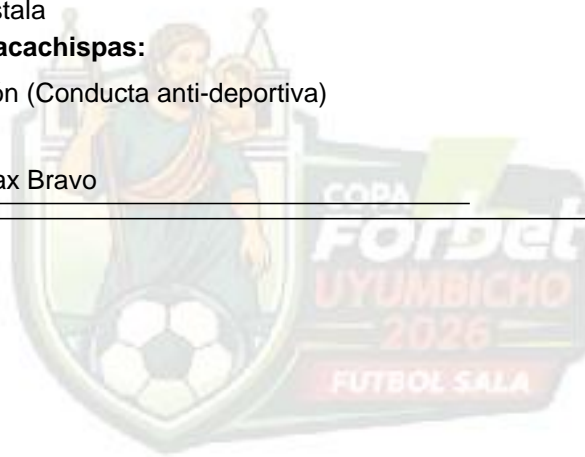 stala
acachispas:
on (Conducta anti-deportiva)
ax Bravo
COPA
Forbet
UYUMBICHO
2026
FUTBOL SALA